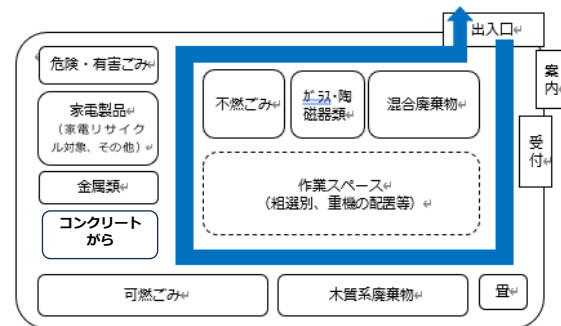 出入口
案
内
受
付
危険・有害ごみ
家電製品
（家電リサイク
ル対象、その他）
金属類
コンクリート
がら
不燃ごみ
ガラス・陶
磁器類
混合廃棄物
作業スペース
（粗選別、重機の配置等）
可燃ごみ
木質系廃棄物
畳